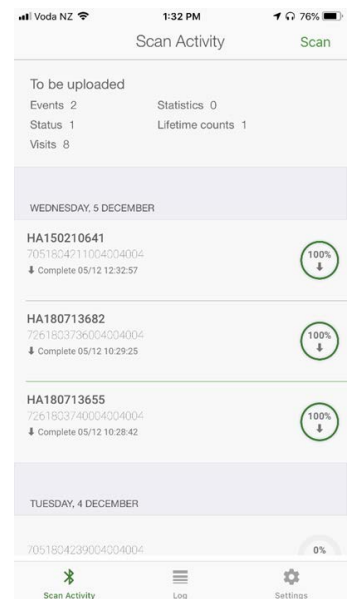 Voda NZ 1:32 PM 76%
Scan Activity Scan
To be uploaded
Events 2 Statistics 0
Status 1 Lifetime counts 1
Visits 8
WEDNESDAY, 5 DECEMBER
HA150210641
7051804211004004004
Complete 05/12 12:32:57
100%
HA180713682
7261803736004004004
Complete 05/12 10:29:25
100%
HA180713655
7261803740004004004
Complete 05/12 10:28:42
100%
TUESDAY, 4 DECEMBER
7051804239004004004
0%
Scan Activity Log Settings